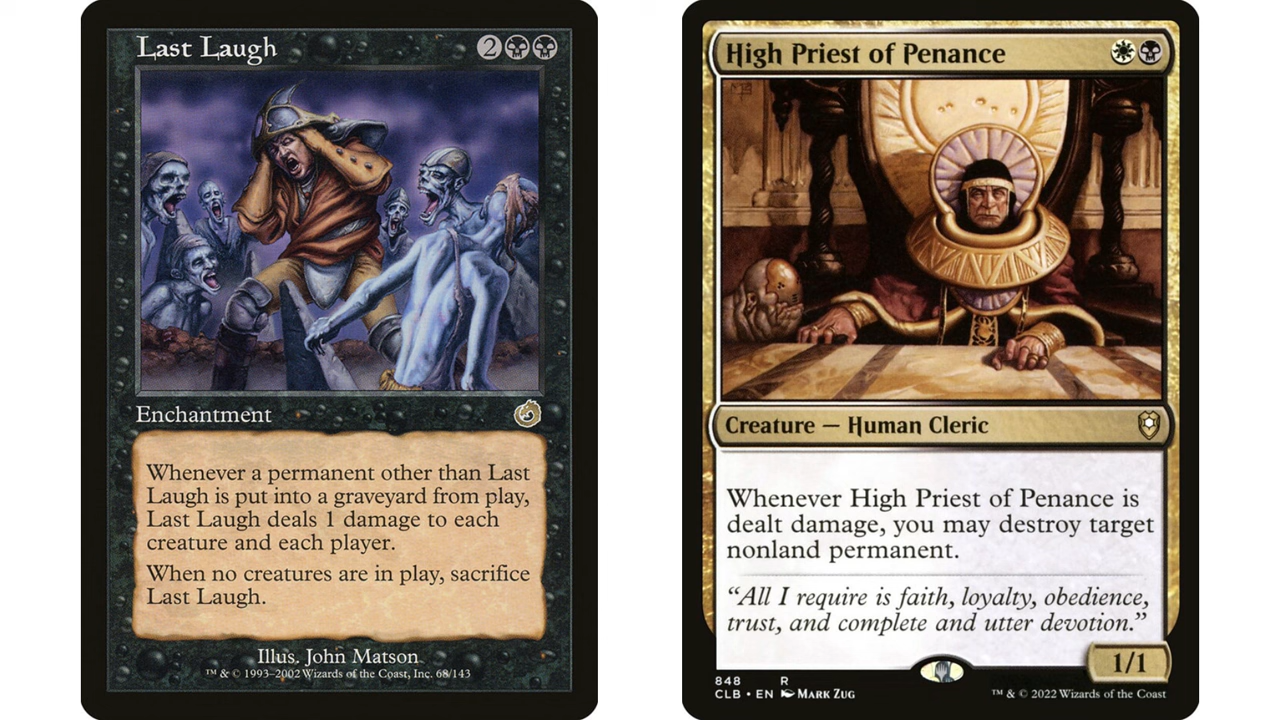 Last Laugh 2
Enchantment
Whenever a permanent other than Last
Laugh is put into a graveyard from play,
Last Laugh deals 1 damage to each
creature and each player.
When no creatures are in play, sacrifice
Last Laugh.
Illus. John Matson
™ & © 1993–2002 Wizards of the Coast, Inc. 68/143
High Priest of Penance
Creature — Human Cleric
Whenever High Priest of Penance is
dealt damage, you may destroy target
nonland permanent.
“All I require is faith, loyalty, obedience,
trust, and complete and utter devotion.”
1/1
848 R
CLB • EN Mark Zug
™ & © 2022 Wizards of the Coast